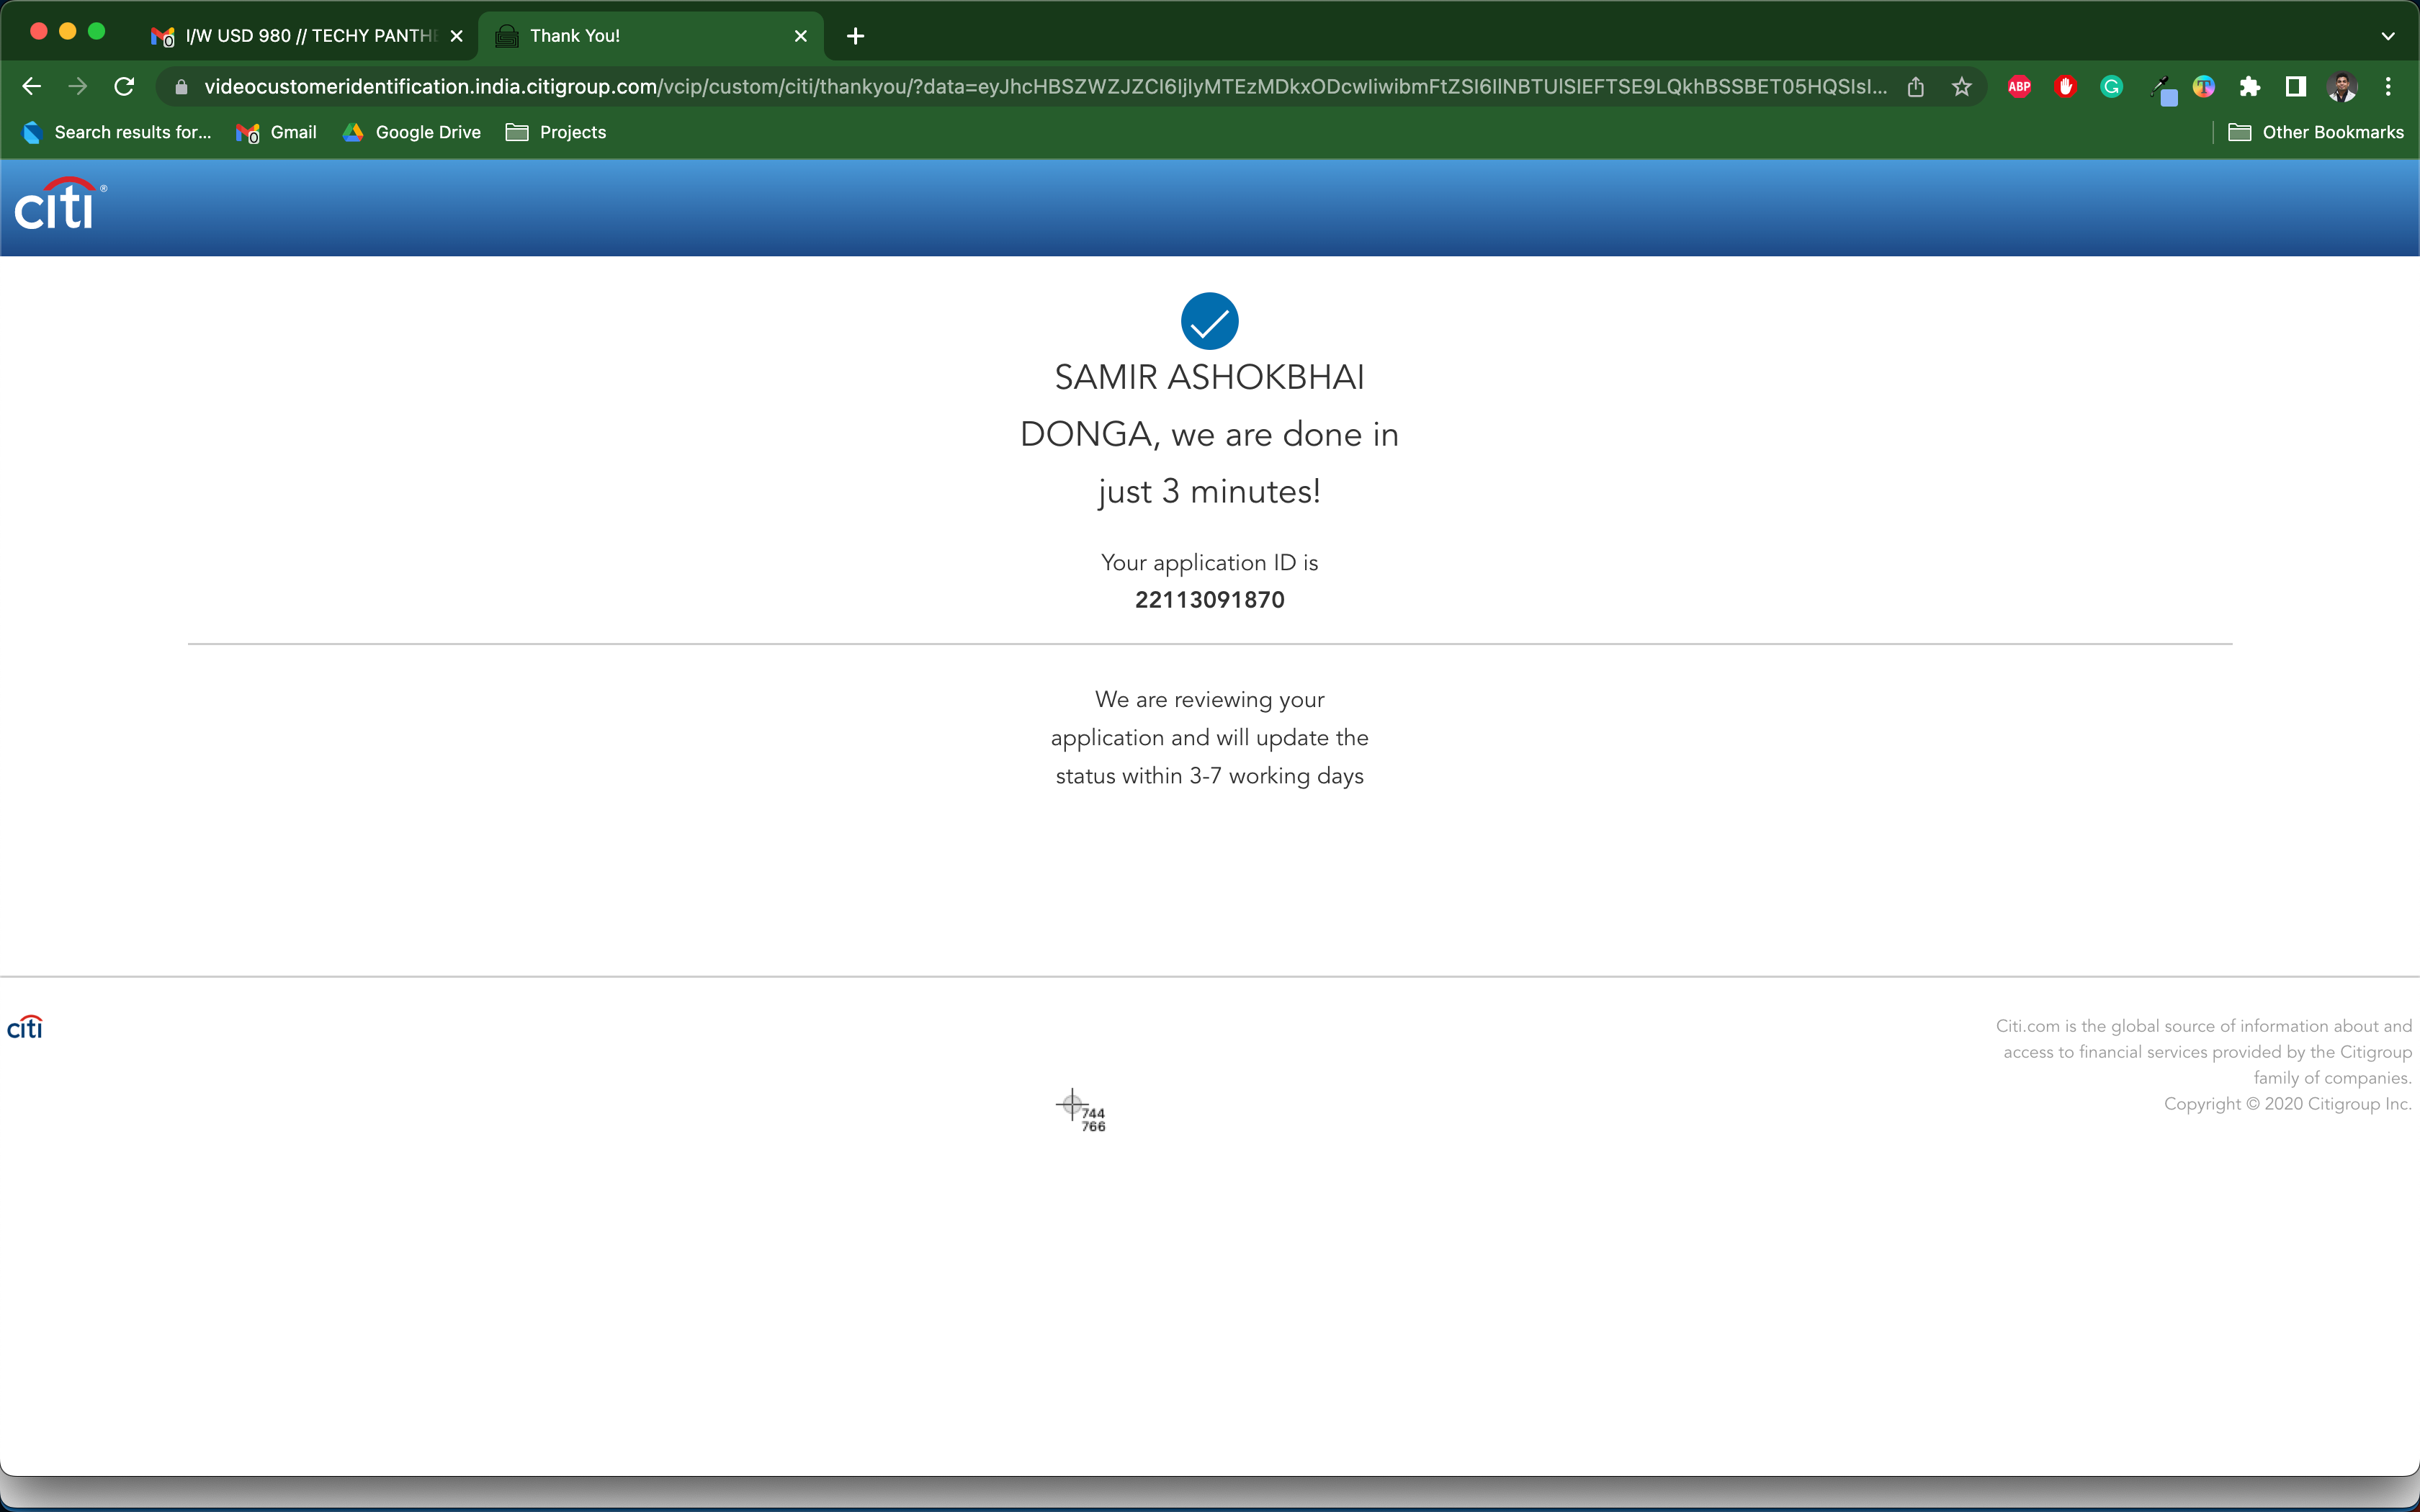 I/W USD 980 // TECHY PANTHE
Thank You!
videocustomeridentification.india.citigroup.com/vcip/custom/citi/thankyou/?data=eyJhcHBSZWZJZCI6IjIyMTEzMDkxODcwIiwibmFtZSI6IlNBTUlSIEFTSE9LQkhBSSBET05HQSIsI...
ABP
Search results for...
Gmail
Google Drive
Projects
Other Bookmarks
citi®
SAMIR ASHOKBHAI
DONGA, we are done in
just 3 minutes!
Your application ID is
22113091870
We are reviewing your
application and will update the
status within 3-7 working days
citi
Citi.com is the global source of information about and
access to financial services provided by the Citigroup
family of companies.
Copyright © 2020 Citigroup Inc.
744
766